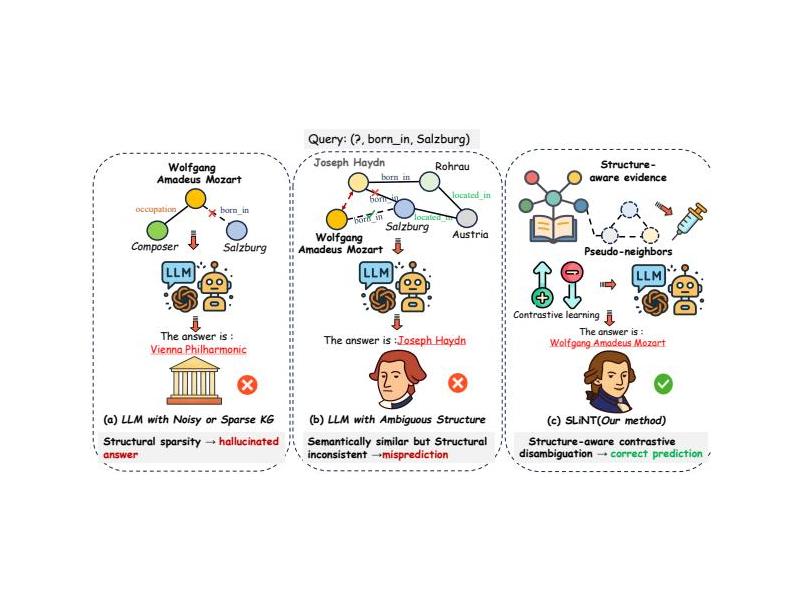 Query: (?, born_in, Salzburg)
Wolfgang
Amadeus Mozart
occupation
born_in
Composer
Salzburg
LLM
The answer is :
Vienna Philharmonic
(a) LLM with Noisy or Sparse KG
Structural sparsity → hallucinated
answer
Joseph Haydn
born_in
Rohrau
born_in
located_in
born_in
Salzburg
located_in
Wolfgang
Amadeus Mozart
Austria
LLM
The answer is :Joseph Haydn
(b) LLM with Ambiguous Structure
Semantically similar but Structural
inconsistent →misprediction
Structure-
aware evidence
Pseudo-neighbors
LLM
Contrastive learning
The answer is :
Wolfgang Amadeus Mozart
(c) SLiNT(Our method)
Structure-aware contrastive
disambiguation → correct prediction